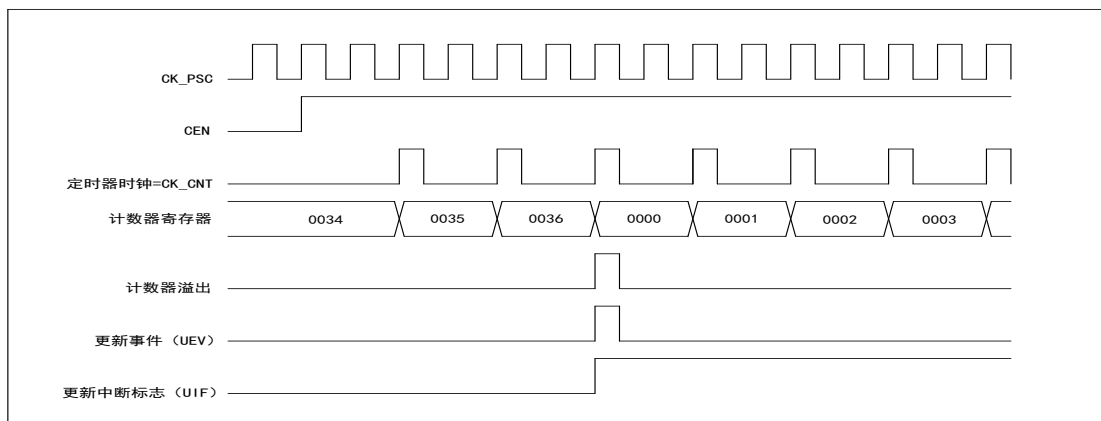 CK_PSC
CEN
定时器时钟=CK_CNT
计数器寄存器 0034 0035 0036 0000 0001 0002 0003
计数器溢出
更新事件（UEV）
更新中断标志（UIF）